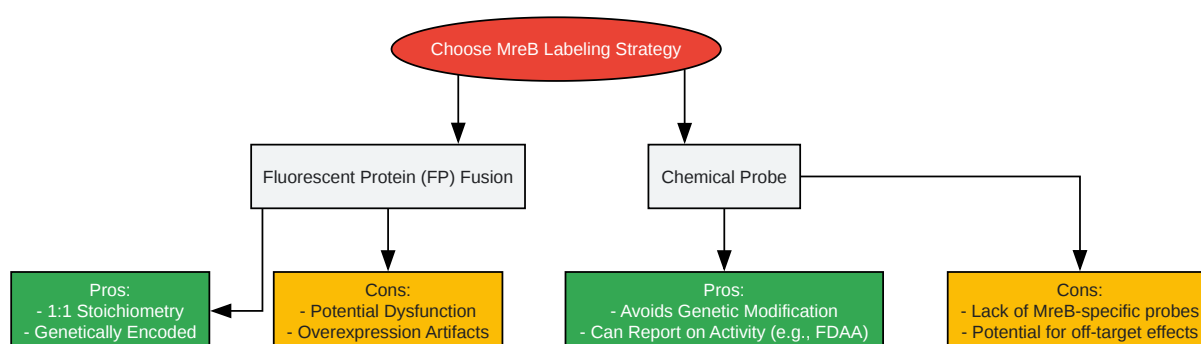 Choose MreB Labeling Strategy
Fluorescent Protein (FP) Fusion
Chemical Probe
Pros:
- 1:1 Stoichiometry
- Genetically Encoded
Cons:
- Potential Dysfunction
- Overexpression Artifacts
Pros:
- Avoids Genetic Modification
- Can Report on Activity (e.g., FDAA)
Cons:
- Lack of MreB-specific probes
- Potential for off-target effects